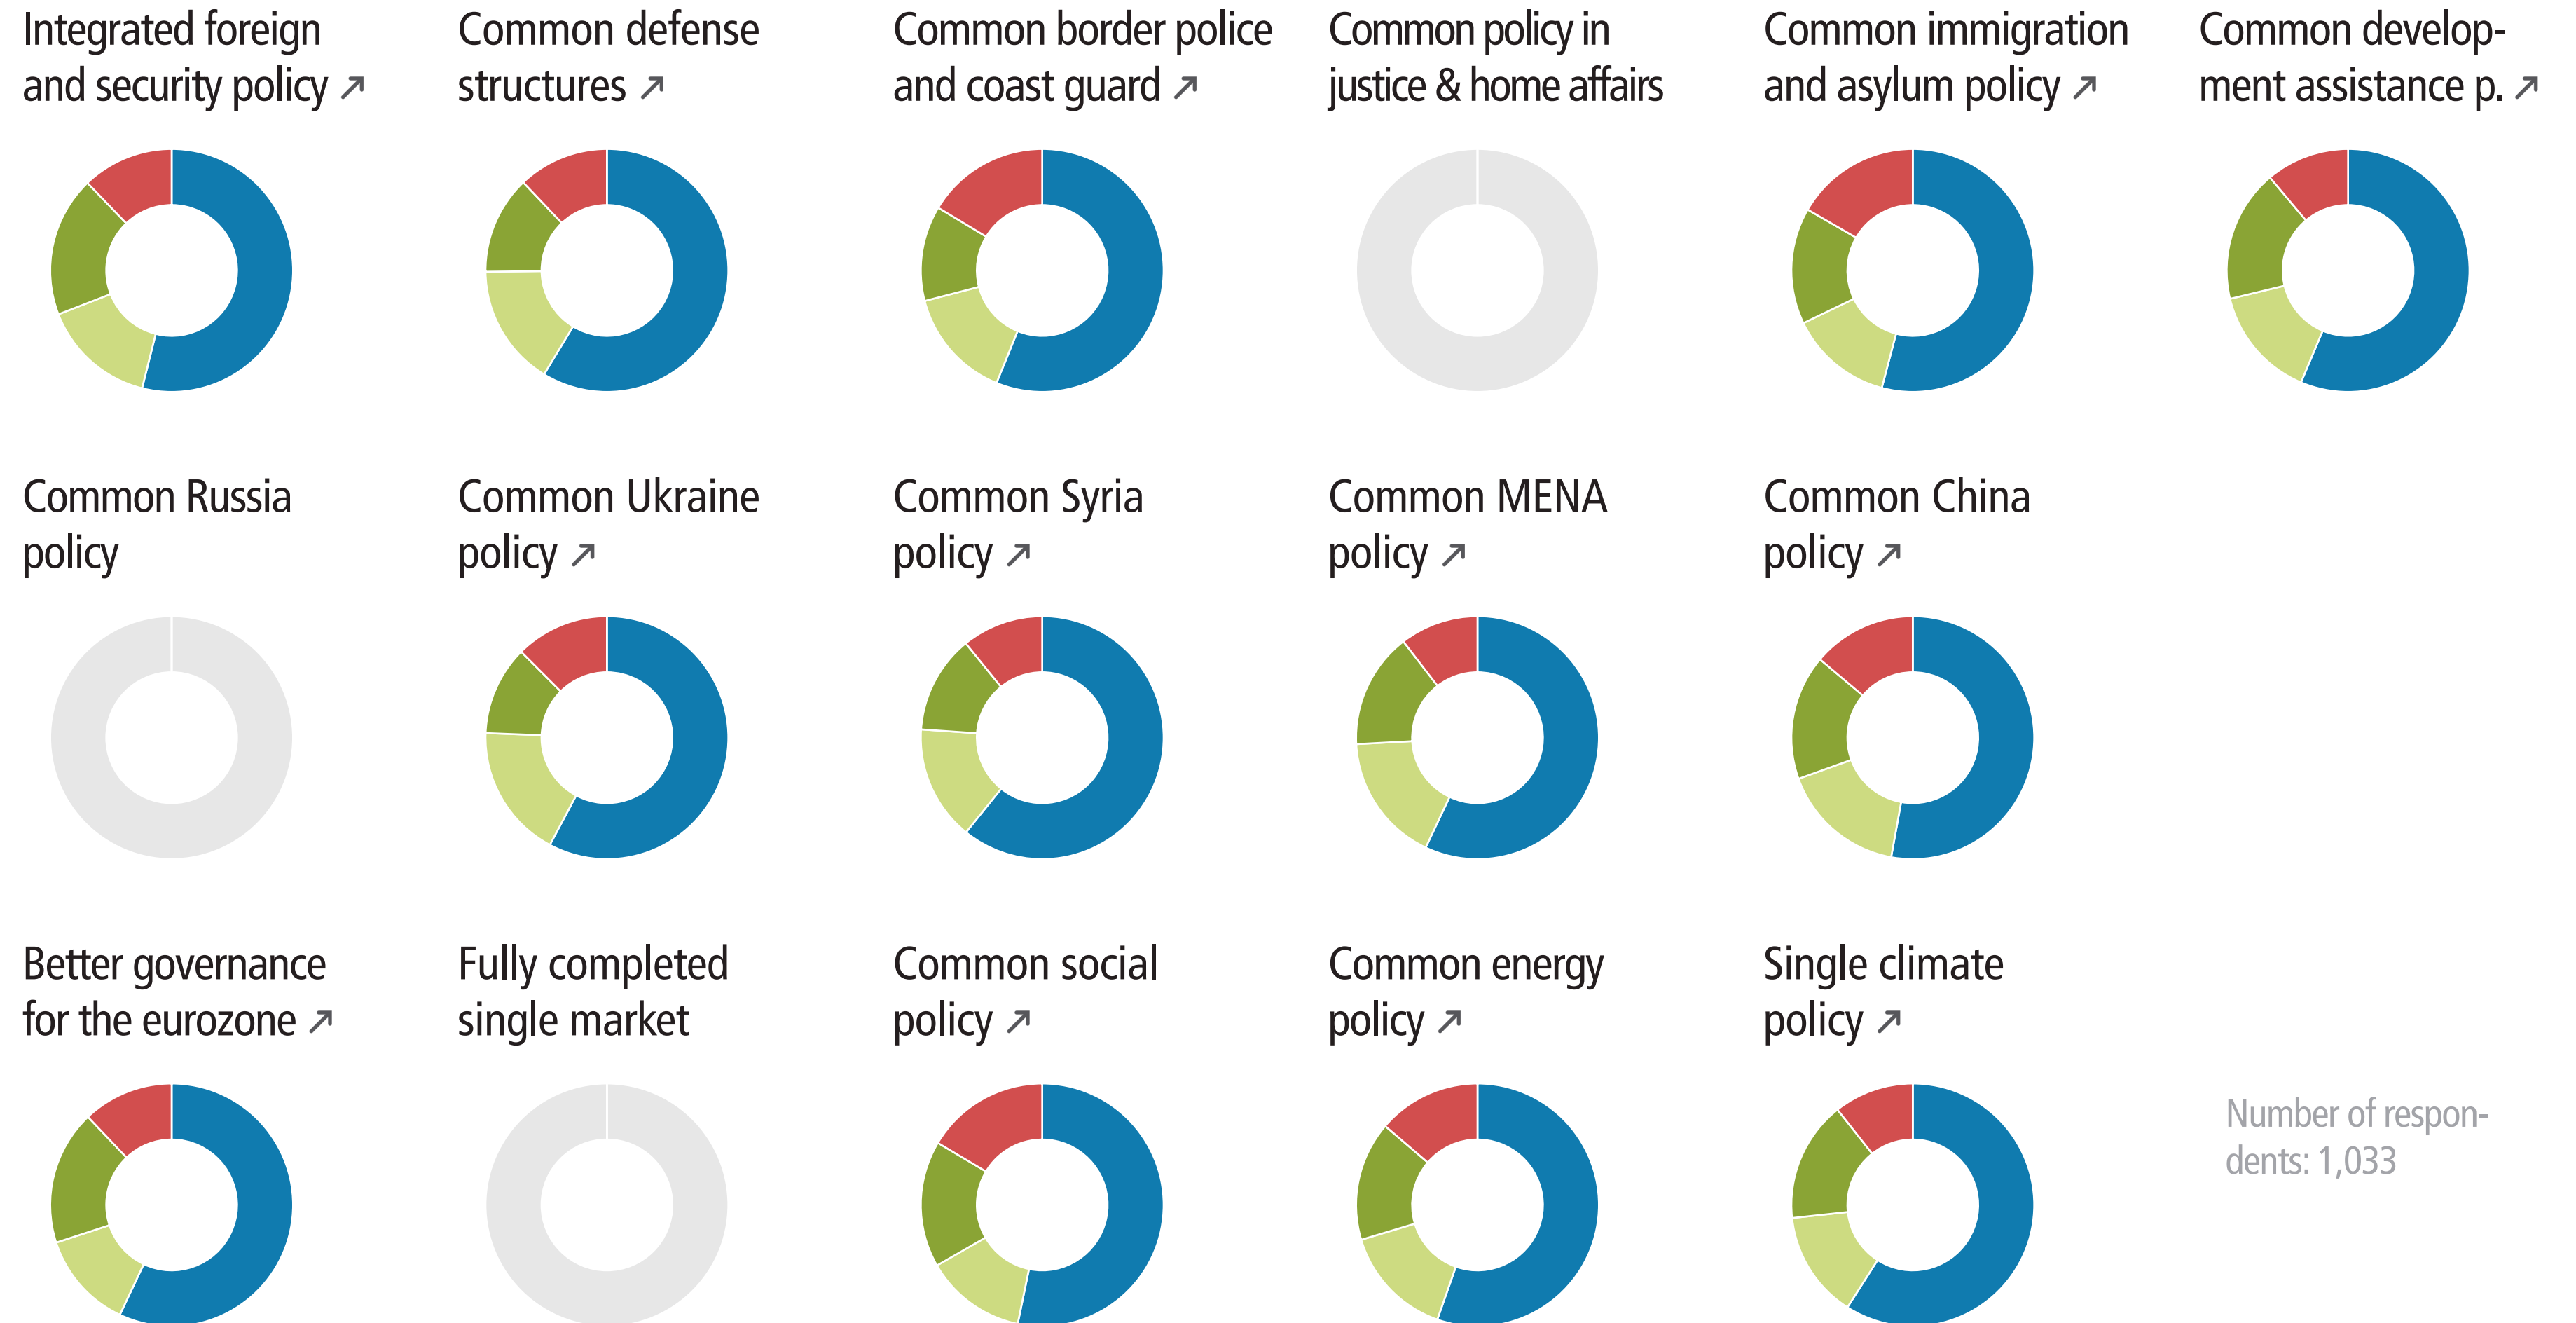 Integrated foreign
and security policy ↗
Common defense
structures ↗
Common border police
and coast guard ↗
Common policy in
justice & home affairs
Common immigration
and asylum policy ↗
Common develop-
ment assistance p. ↗
Common Russia
policy
Common Ukraine
policy ↗
Common Syria
policy ↗
Common MENA
policy ↗
Common China
policy ↗
Better governance
for the eurozone ↗
Fully completed
single market
Common social
policy ↗
Common energy
policy ↗
Single climate
policy ↗
Number of respon-
dents: 1,033